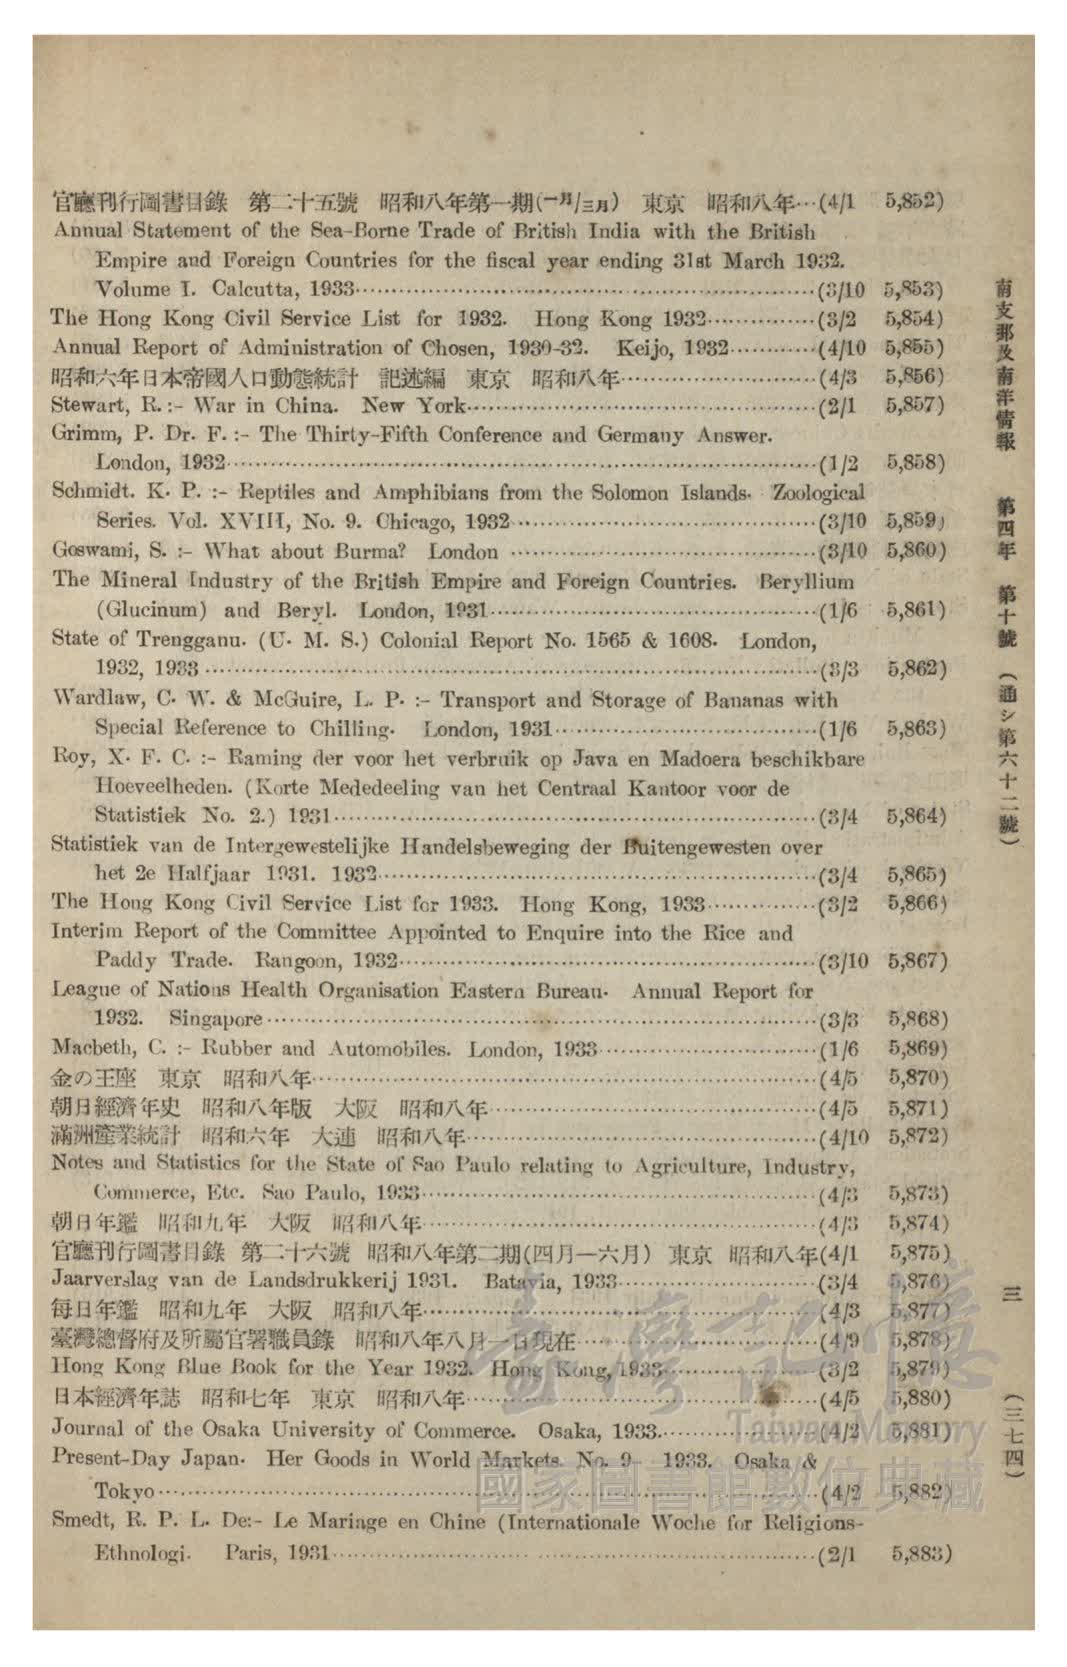 官廳刊行圖書目錄　第二十五號　昭和八年第一期(一月/三月)　東京　昭和八年…(4/1　5,852)
Annual Statement of the Sea-Borne Trade of British India with the British
Empire and Foreign Countries for the fiscal year ending 31st March 1932.
Volume I. Calcutta, 1933……(3/10　5,853)
The Hong Kong Civil Service List for 1932. Hong Kong 1932……(3/2　5,854)
Annual Report of Administration of Chosen, 1930-32. Keijo, 1932……(4/10　5,855)
昭和六年日本帝國人口動態統計　記述編　東京　昭和八年……(4/3　5,856)
Stewart, R. :- War in China. New York……(2/1　5,857)
Grimm, P. Dr. F. :- The Thirty-Fifth Conference and Germany Answer.
London, 1932……(1/2　5,858)
Schmidt. K. P. :- Reptiles and Amphibians from the Solomon Islands. Zoological
Series. Vol. XVIII, No. 9. Chicago, 1932……(3/10　5,859)
Goswami, S. :- What about Burma? London ……(3/10　5,860)
The Mineral Industry of the British Empire and Foreign Countries. Beryllium
(Glucinum) and Beryl. London, 1931……(1/6　5,861)
State of Trengganu. (U. M. S.) Colonial Report No. 1565 & 1608. London,
1932, 1933 ……(3/3　5,862)
Wardlaw, C. W. & McGuire, L. P. :- Transport and Storage of Bananas with
Special Reference to Chilling. London, 1931……(1/6　5,863)
Roy, X. F. C. :- Raming der voor het verbruik op Java en Madoera beschikbare
Hoeveelheden. (Korte Mededeeling van het Centraal Kantoor voor de
Statistiek No. 2.) 1931……(3/4　5,864)
Statistiek van de Intergewestelijke Handelsbeweging der Buitengewesten over
het 2e Halfjaar 1931. 1932……(3/4　5,865)
The Hong Kong Civil Service List for 1933. Hong Kong, 1933……(3/2　5,866)
Interim Report of the Committee Appointed to Enquire into the Rice and
Paddy Trade. Rangoon, 1932……(3/10　5,867)
League of Nations Health Organisation Eastern Bureau. Annual Report for
1932. Singapore……(3/3　5,868)
Macbeth, C. :- Rubber and Automobiles. London, 1933……(1/6　5,869)
金の王座　東京　昭和八年……(4/5　5,870)
朝日經濟年史　昭和八年版　大阪　昭和八年……(4/5　5,871)
滿洲產業統計　昭和六年　大連　昭和八年……(4/10　5,872)
Notes and Statistics for the State of Sao Paulo relating to Agriculture, Industry,
Commerce, Etc. Sao Paulo, 1933……(4/3　5,873)
朝日年鑑　昭和九年　大阪　昭和八年……(4/3　5,874)
官廳刊行圖書目錄　第二十六號　昭和八年第二期(四月—六月)　東京　昭和八年(4/1　5,875)
Jaarverslag van de Landsdrukkerij 1931. Batavia, 1933……(3/4　5,876)
每日年鑑　昭和九年　大阪　昭和八年……(4/3　5,877)
臺灣總督府及所屬官署職員錄　昭和八年八月一日現在……(4/9　5,878)
Hong Kong Blue Book for the Year 1932. Hong Kong, 1933……(3/2　5,879)
日本經濟年誌　昭和七年　東京　昭和八年……(4/5　5,880)
Journal of the Osaka University of Commerce. Osaka, 1933……(4/2　5,881)
Present-Day Japan. Her Goods in World Markets. No. 9- 1933. Osaka &
Tokyo……(4/2　5,882)
Smedt, R. P. L. De:- Le Mariage en Chine (Internationale Woche for Religions-
Ethnologi. Paris, 1931……(2/1　5,883)
南支那及南洋情報　第四年　第十號　(通シ第六十二號)　三　(三七四)
臺灣記憶
Taiwan Memory
國家圖書館數位典藏